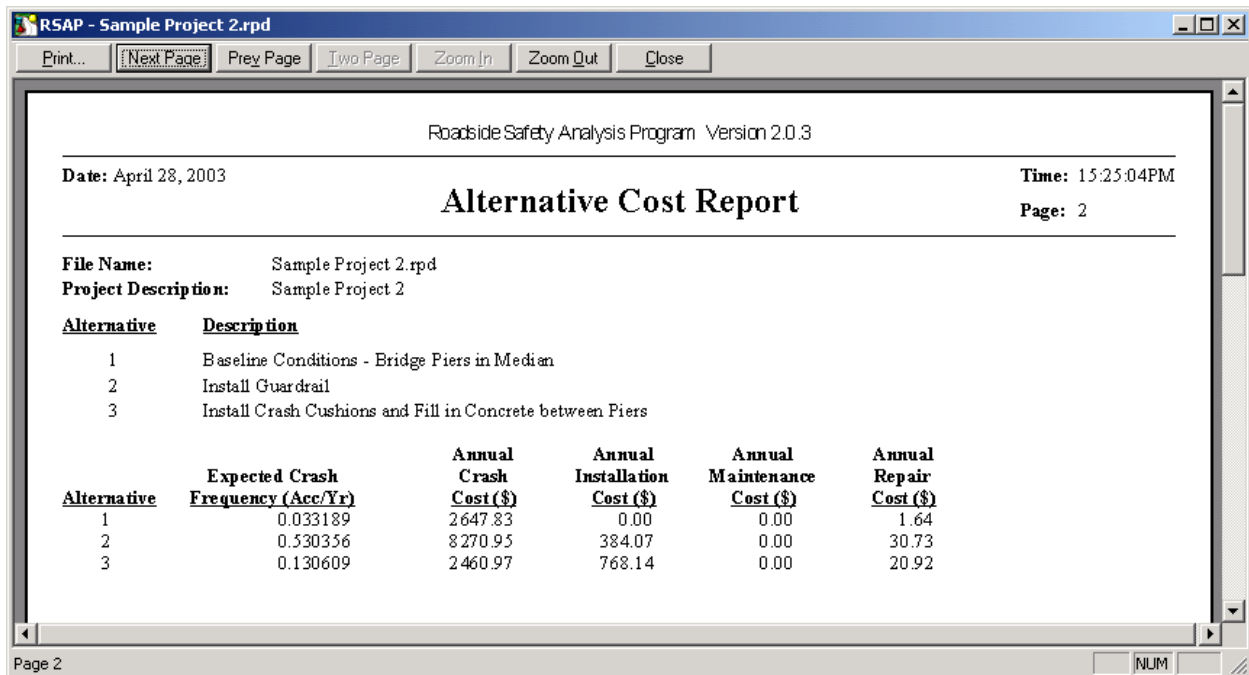 RSAP - Sample Project 2.rpd
Print... Next Page Prev Page Two Page Zoom In Zoom Out Close
Roadside Safety Analysis Program Version 2.0.3
Date: April 28, 2003 Time: 15:25:04PM
Alternative Cost Report
Page: 2
File Name: Sample Project 2.rpd
Project Description: Sample Project 2
Alternative Description
1 Baseline Conditions - Bridge Piers in Median
2 Install Guardrail
3 Install Crash Cushions and Fill in Concrete between Piers
Annual Annual Annual Annual
Expected Crash Crash Installation Maintenance Repair
Alternative Frequency (Acc/Yr) Cost ($) Cost ($) Cost ($) Cost ($)
1 0.033189 2647.83 0.00 0.00 1.64
2 0.530356 8270.95 384.07 0.00 30.73
3 0.130609 2460.97 768.14 0.00 20.92
Page 2 NUM